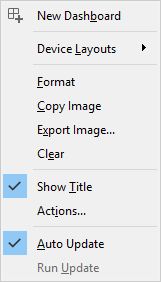 New Dashboard
Device Layouts
Format
Copy Image
Export Image...
Clear
Show Title
Actions...
Auto Update
Run Update